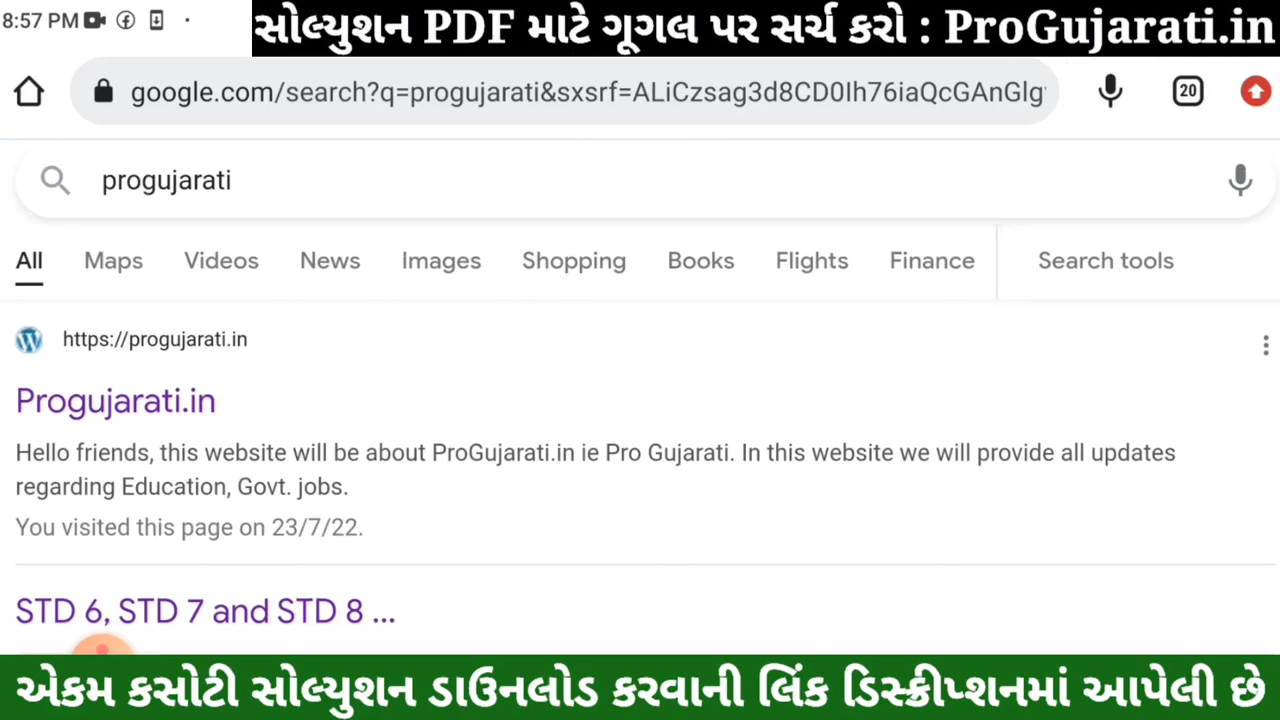 8:57 PM
સોલ્યુશન PDF માટે ગૂગલ પર સર્ચ કરો : ProGujarati.in
google.com/search?q=progujarati&sxsrf=ALiCzsag3d8CD0Ih76iaQcGAnGlg
20
progujarati
All Maps Videos News Images Shopping Books Flights Finance Search tools
https://progujarati.in
Progujarati.in
Hello friends, this website will be about ProGujarati.in ie Pro Gujarati. In this website we will provide all updates
regarding Education, Govt. jobs.
You visited this page on 23/7/22.
STD 6, STD 7 and STD 8 ...
એકમ કસોટી સોલ્યુશન ડાઉનલોડ કરવાની લિંક ડિસ્ક્રીપ્શનમાં આપેલી છે